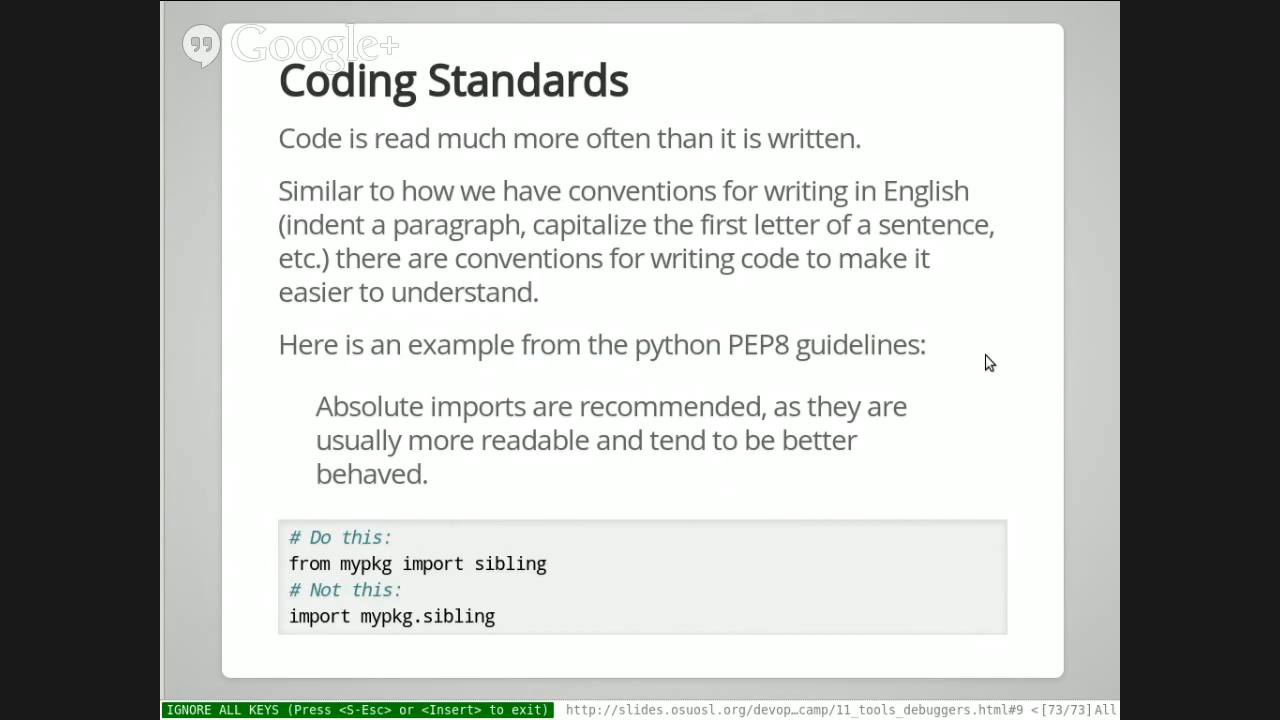 Google+
Coding Standards
Code is read much more often than it is written.
Similar to how we have conventions for writing in English
(indent a paragraph, capitalize the first letter of a sentence,
etc.) there are conventions for writing code to make it
easier to understand.
Here is an example from the python PEP8 guidelines:
Absolute imports are recommended, as they are
usually more readable and tend to be better
behaved.
# Do this:
from mypkg import sibling
# Not this:
import mypkg.sibling
IGNORE ALL KEYS (Press <S-Esc> or <Insert> to exit) http://slides.osuosl.org/devop…camp/11_tools_debuggers.html#9 <[73/73]All